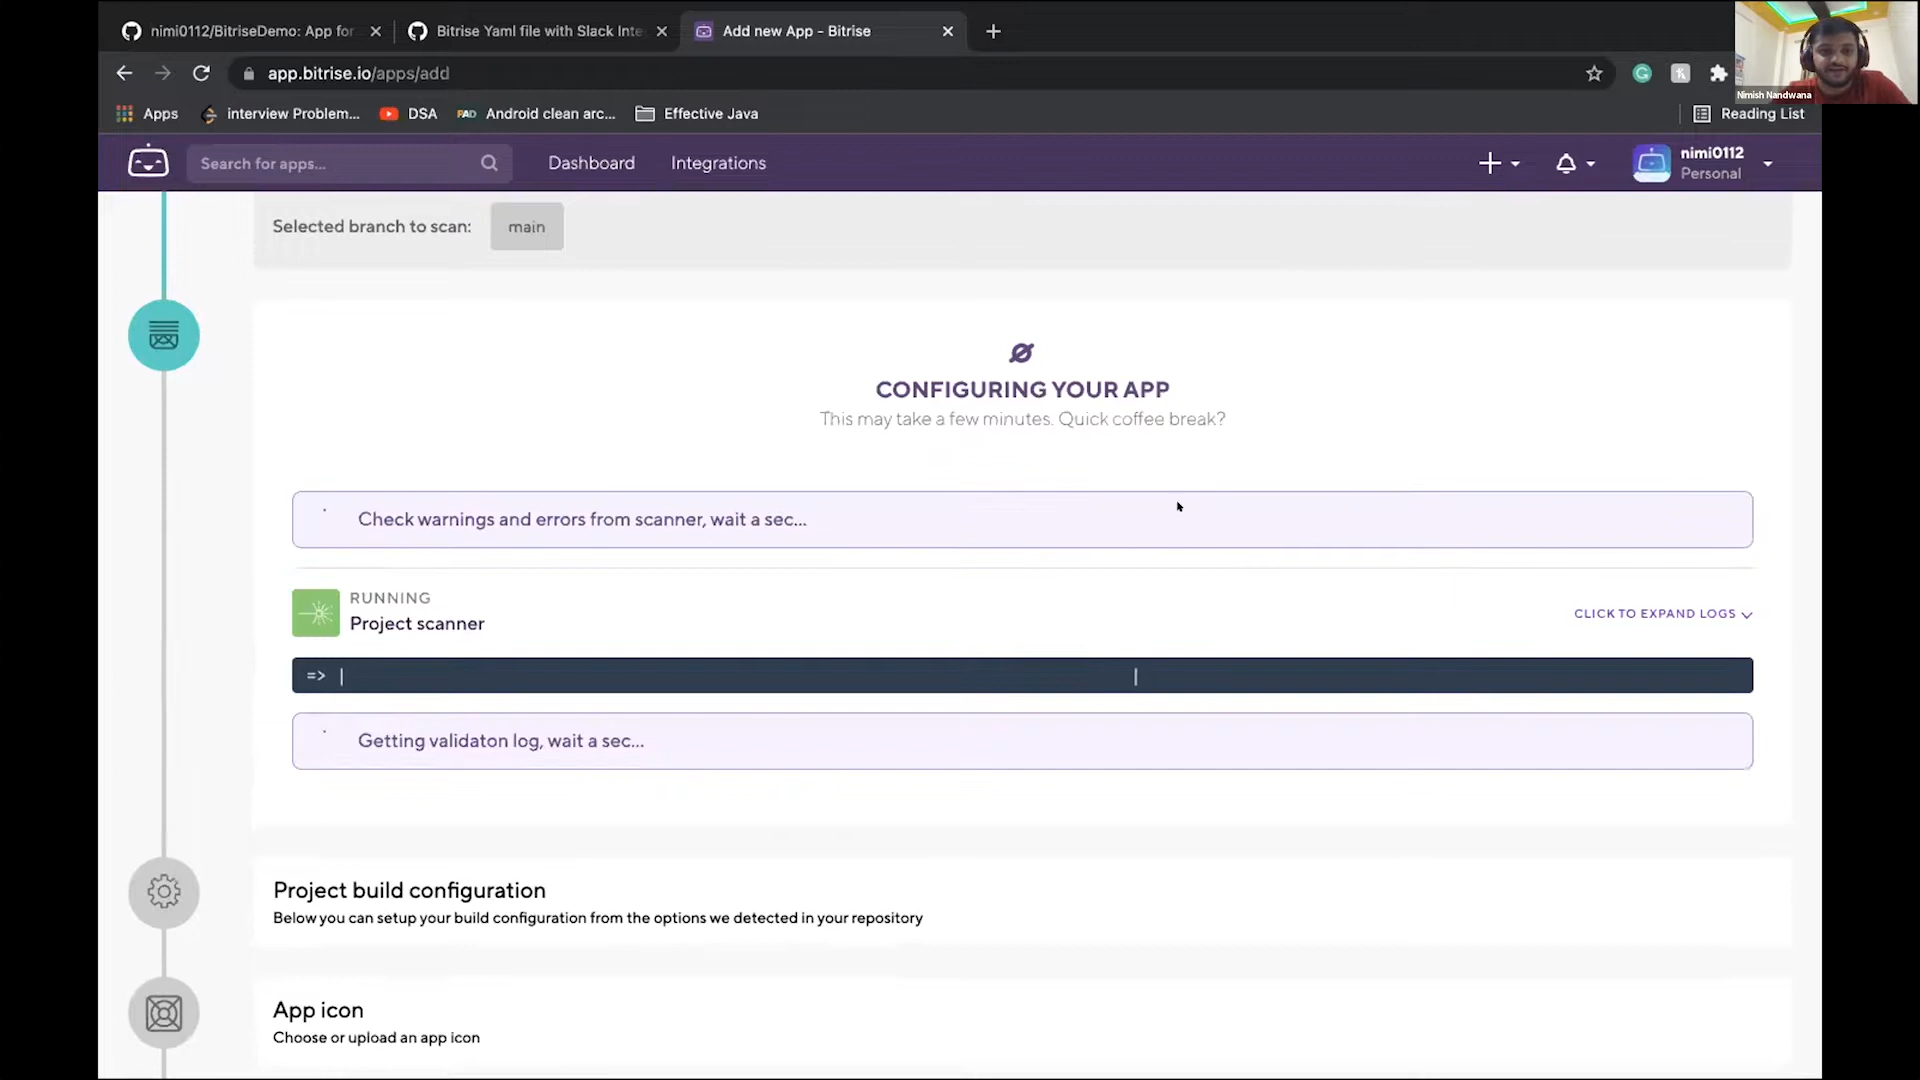 nimi0112/BitriseDemo: App for
Bitrise Yaml file with Slack Inte
Add new App - Bitrise
app.bitrise.io/apps/add
Nimish Nandwana
Apps
interview Problem...
DSA
Android clean arc...
Effective Java
Reading List
Search for apps...
Dashboard
Integrations
nimi0112
Personal
Selected branch to scan:
main
CONFIGURING YOUR APP
This may take a few minutes. Quick coffee break?
Check warnings and errors from scanner, wait a sec...
RUNNING
Project scanner
CLICK TO EXPAND LOGS
=> |
Getting validaton log, wait a sec...
Project build configuration
Below you can setup your build configuration from the options we detected in your repository
App icon
Choose or upload an app icon